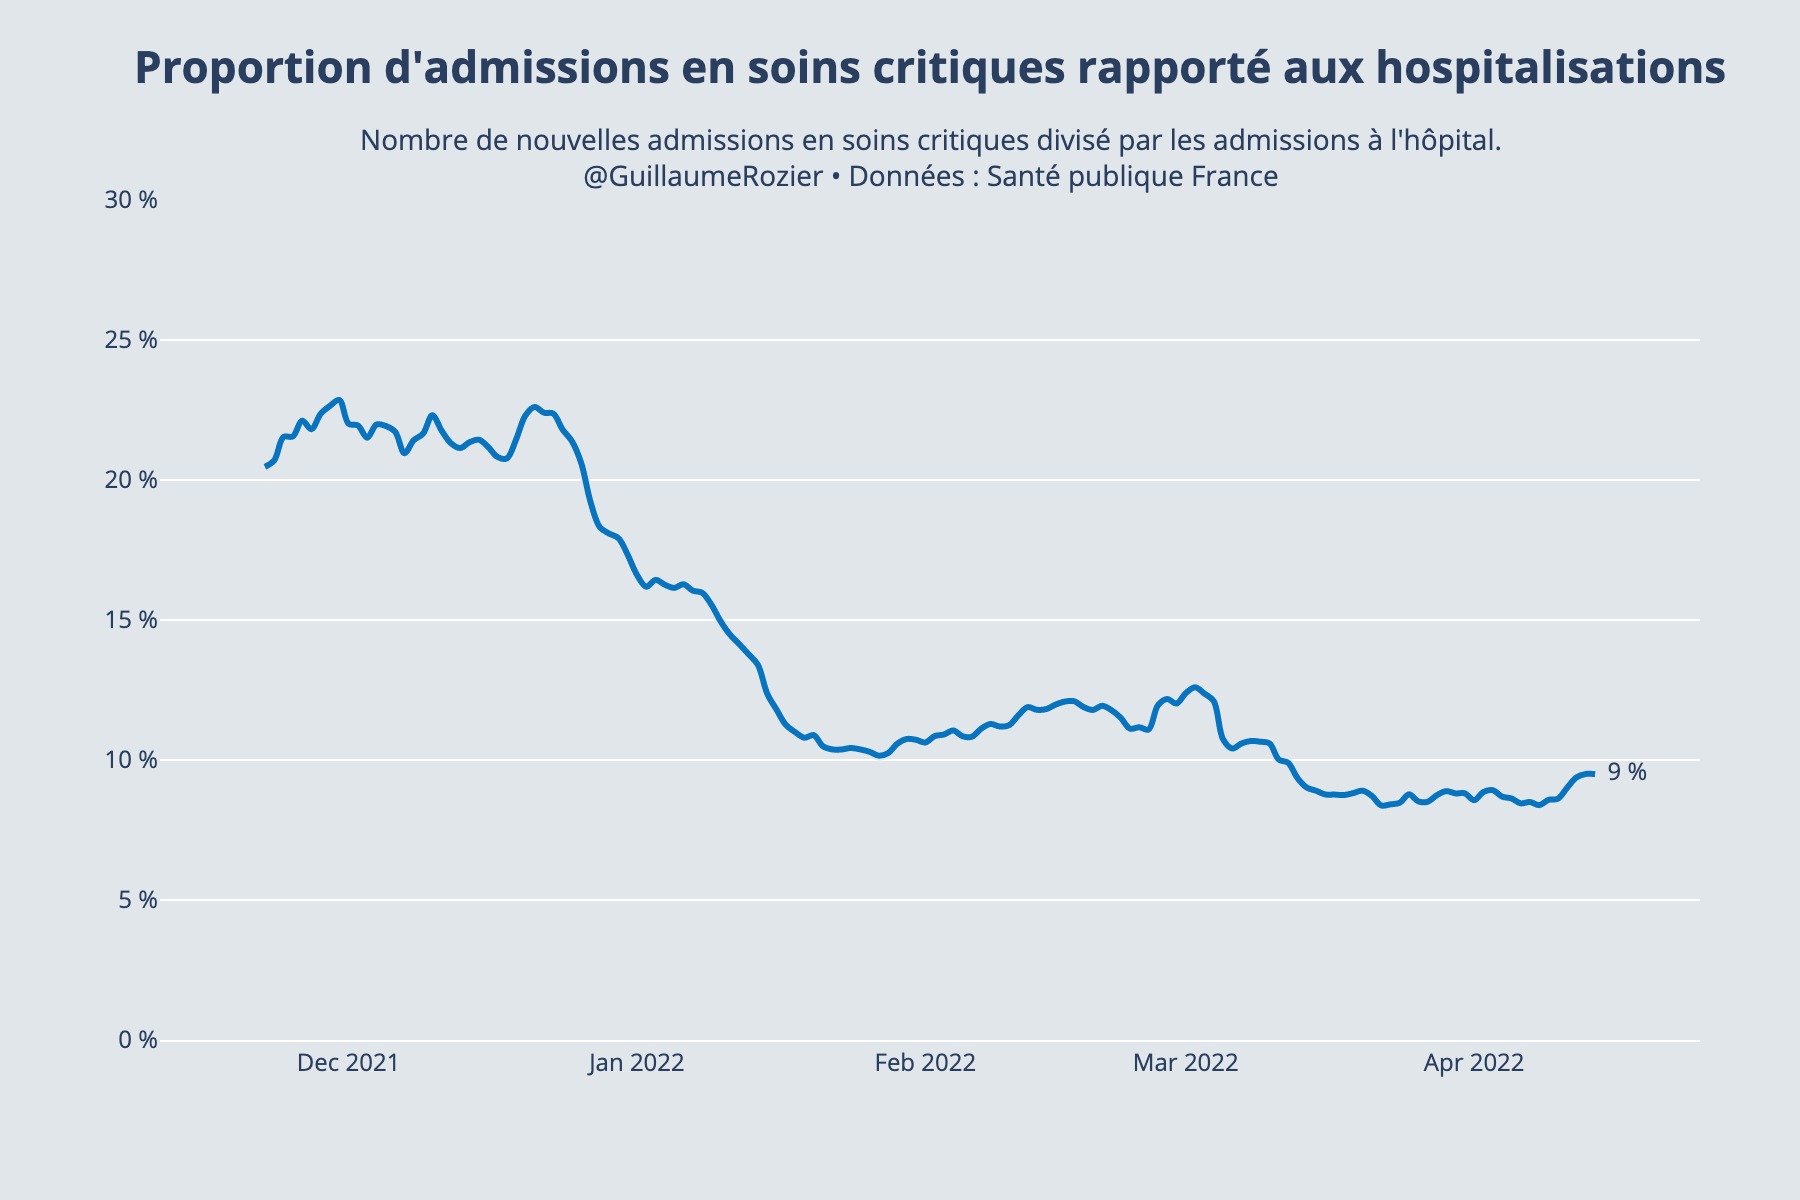 Proportion d'admissions en soins critiques rapporté aux hospitalisations
Nombre de nouvelles admissions en soins critiques divisé par les admissions à l'hôpital.
@GuillaumeRozier • Données : Santé publique France
30 %
25 %
20 %
15 %
10 %
9 %
5 %
0 %
Dec 2021 Jan 2022 Feb 2022 Mar 2022 Apr 2022